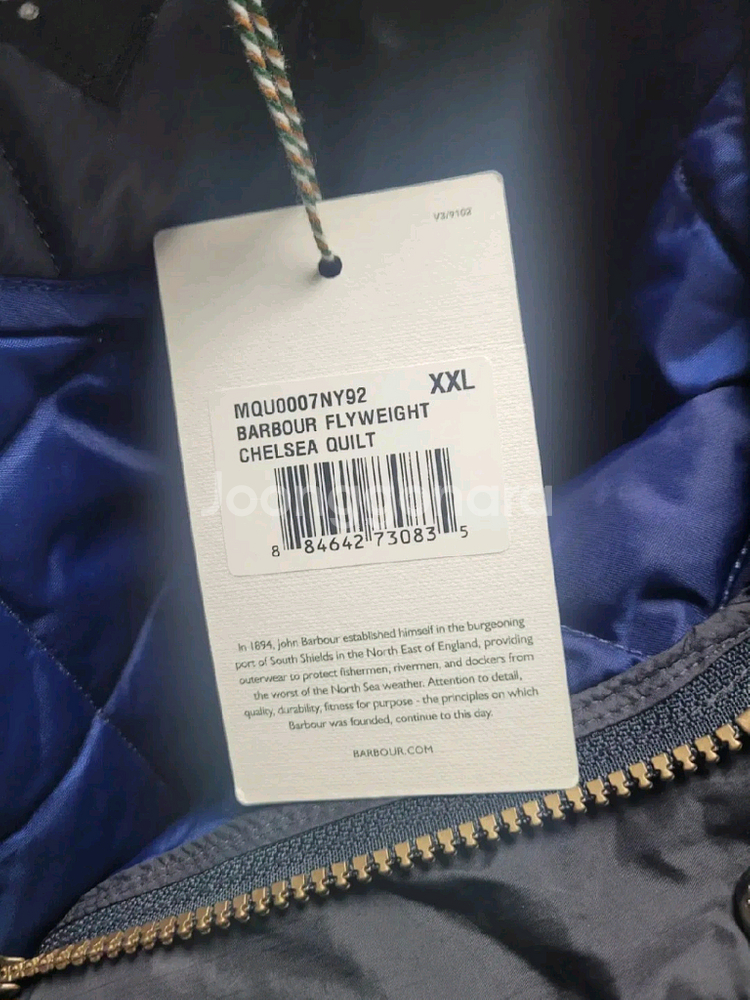 V3/9102
XXL
MQU0007NY92
BARBOUR FLYWEIGHT
CHELSEA QUILT
8 84642 73083 5
Joonggonara
In 1894, john Barbour established himself in the burgeoning
port of South Shields in the North East of England, providing
outerwear to protect fishermen, rivermen, and dockers from
the worst of the North Sea weather. Attention to detail,
quality, durability, fitness for purpose - the principles on which
Barbour was founded, continue to this day.
BARBOUR.COM